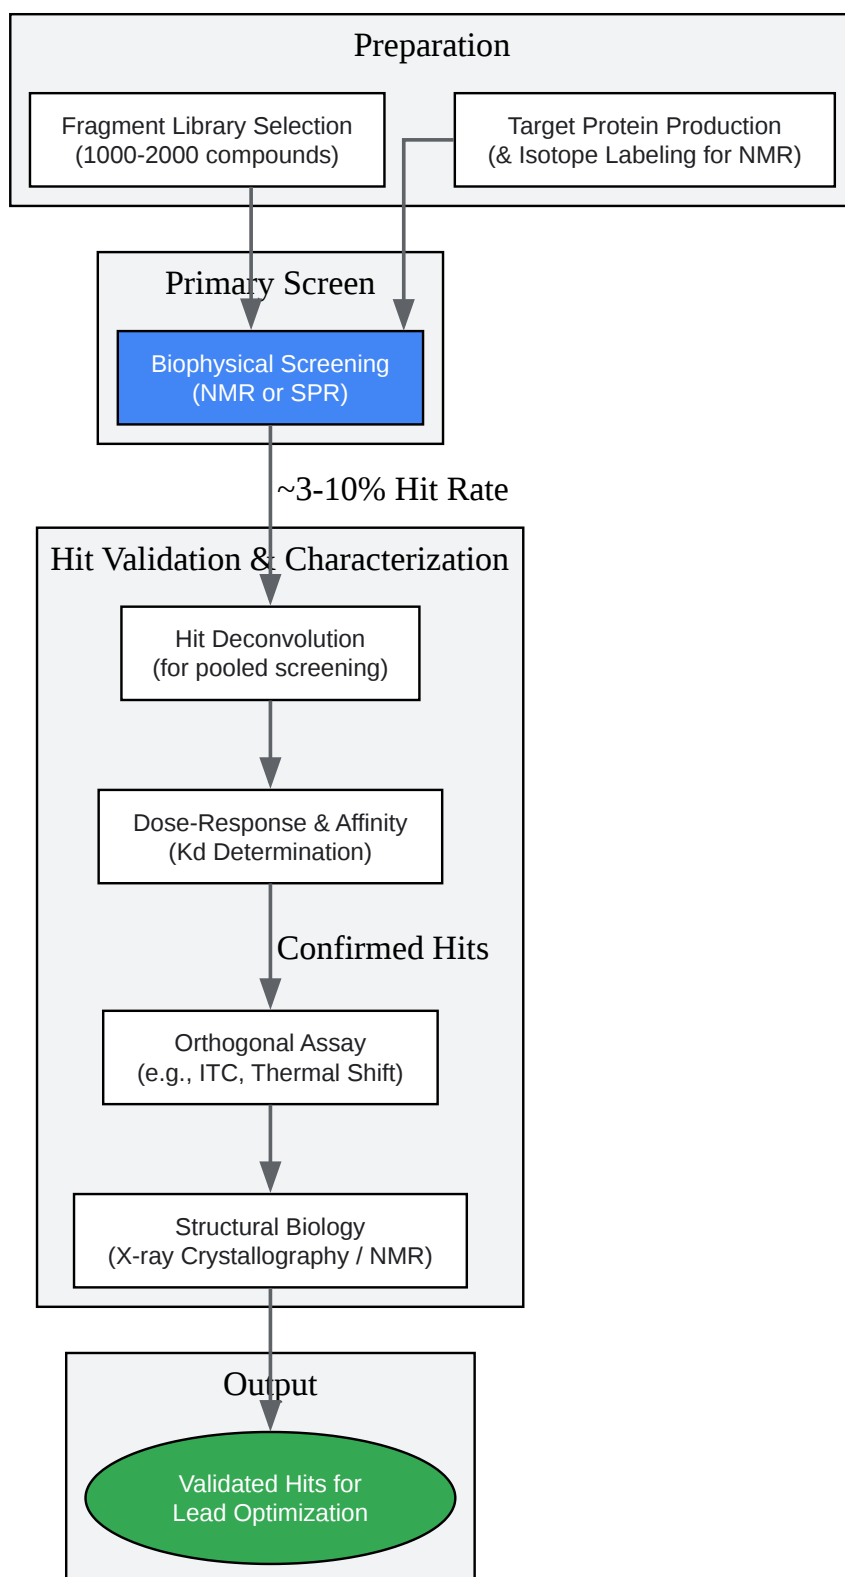 Preparation
Fragment Library Selection
(1000-2000 compounds)
Target Protein Production
(& Isotope Labeling for NMR)
Primary Screen
Biophysical Screening
(NMR or SPR)
~3-10% Hit Rate
Hit Validation & Characterization
Hit Deconvolution
(for pooled screening)
Dose-Response & Affinity
(Kd Determination)
Confirmed Hits
Orthogonal Assay
(e.g., ITC, Thermal Shift)
Structural Biology
(X-ray Crystallography / NMR)
Output
Validated Hits for
Lead Optimization